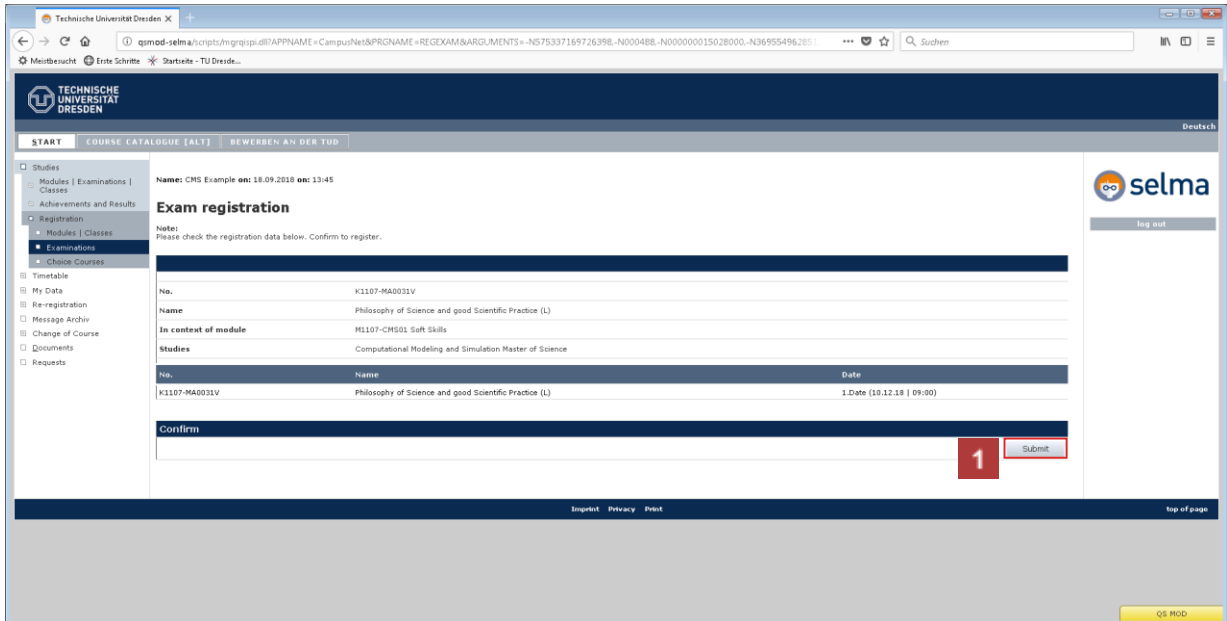 Technische Universität Dresden
qsmod-selma/scripts/mgrqispi.dll?APPNAME=CampusNet&PRGNAME=REGEXAM&ARGUMENTS=-N575337169726398,-N000488,-N000000015028000,-N3695549628
Suchen
Meistbesucht Erste Schritte Startseite - TU Dresde...
TECHNISCHE
UNIVERSITÄT
DRESDEN
Deutsch
START COURSE CATALOGUE [ALT] BEWERBEN AN DER TUD
Studies
Modules | Examinations |
Classes
Achievements and Results
Registration
Modules | Classes
Examinations
Choice Courses
Timetable
My Data
Re-registration
Message Archiv
Change of Course
Documents
Requests
Name: CMS Example on: 18.09.2018 on: 13:45
Exam registration
Note:
Please check the registration data below. Confirm to register.
No. K1107-MA0031V
Name Philosophy of Science and good Scientific Practice (L)
In context of module M1107-CMS01 Soft Skills
Studies Computational Modeling and Simulation Master of Science
No. Name Date
K1107-MA0031V Philosophy of Science and good Scientific Practice (L) 1.Date (10.12.18 | 09:00)
Confirm
1 Submit
selma
log out
Imprint Privacy Print top of page
QS MOD